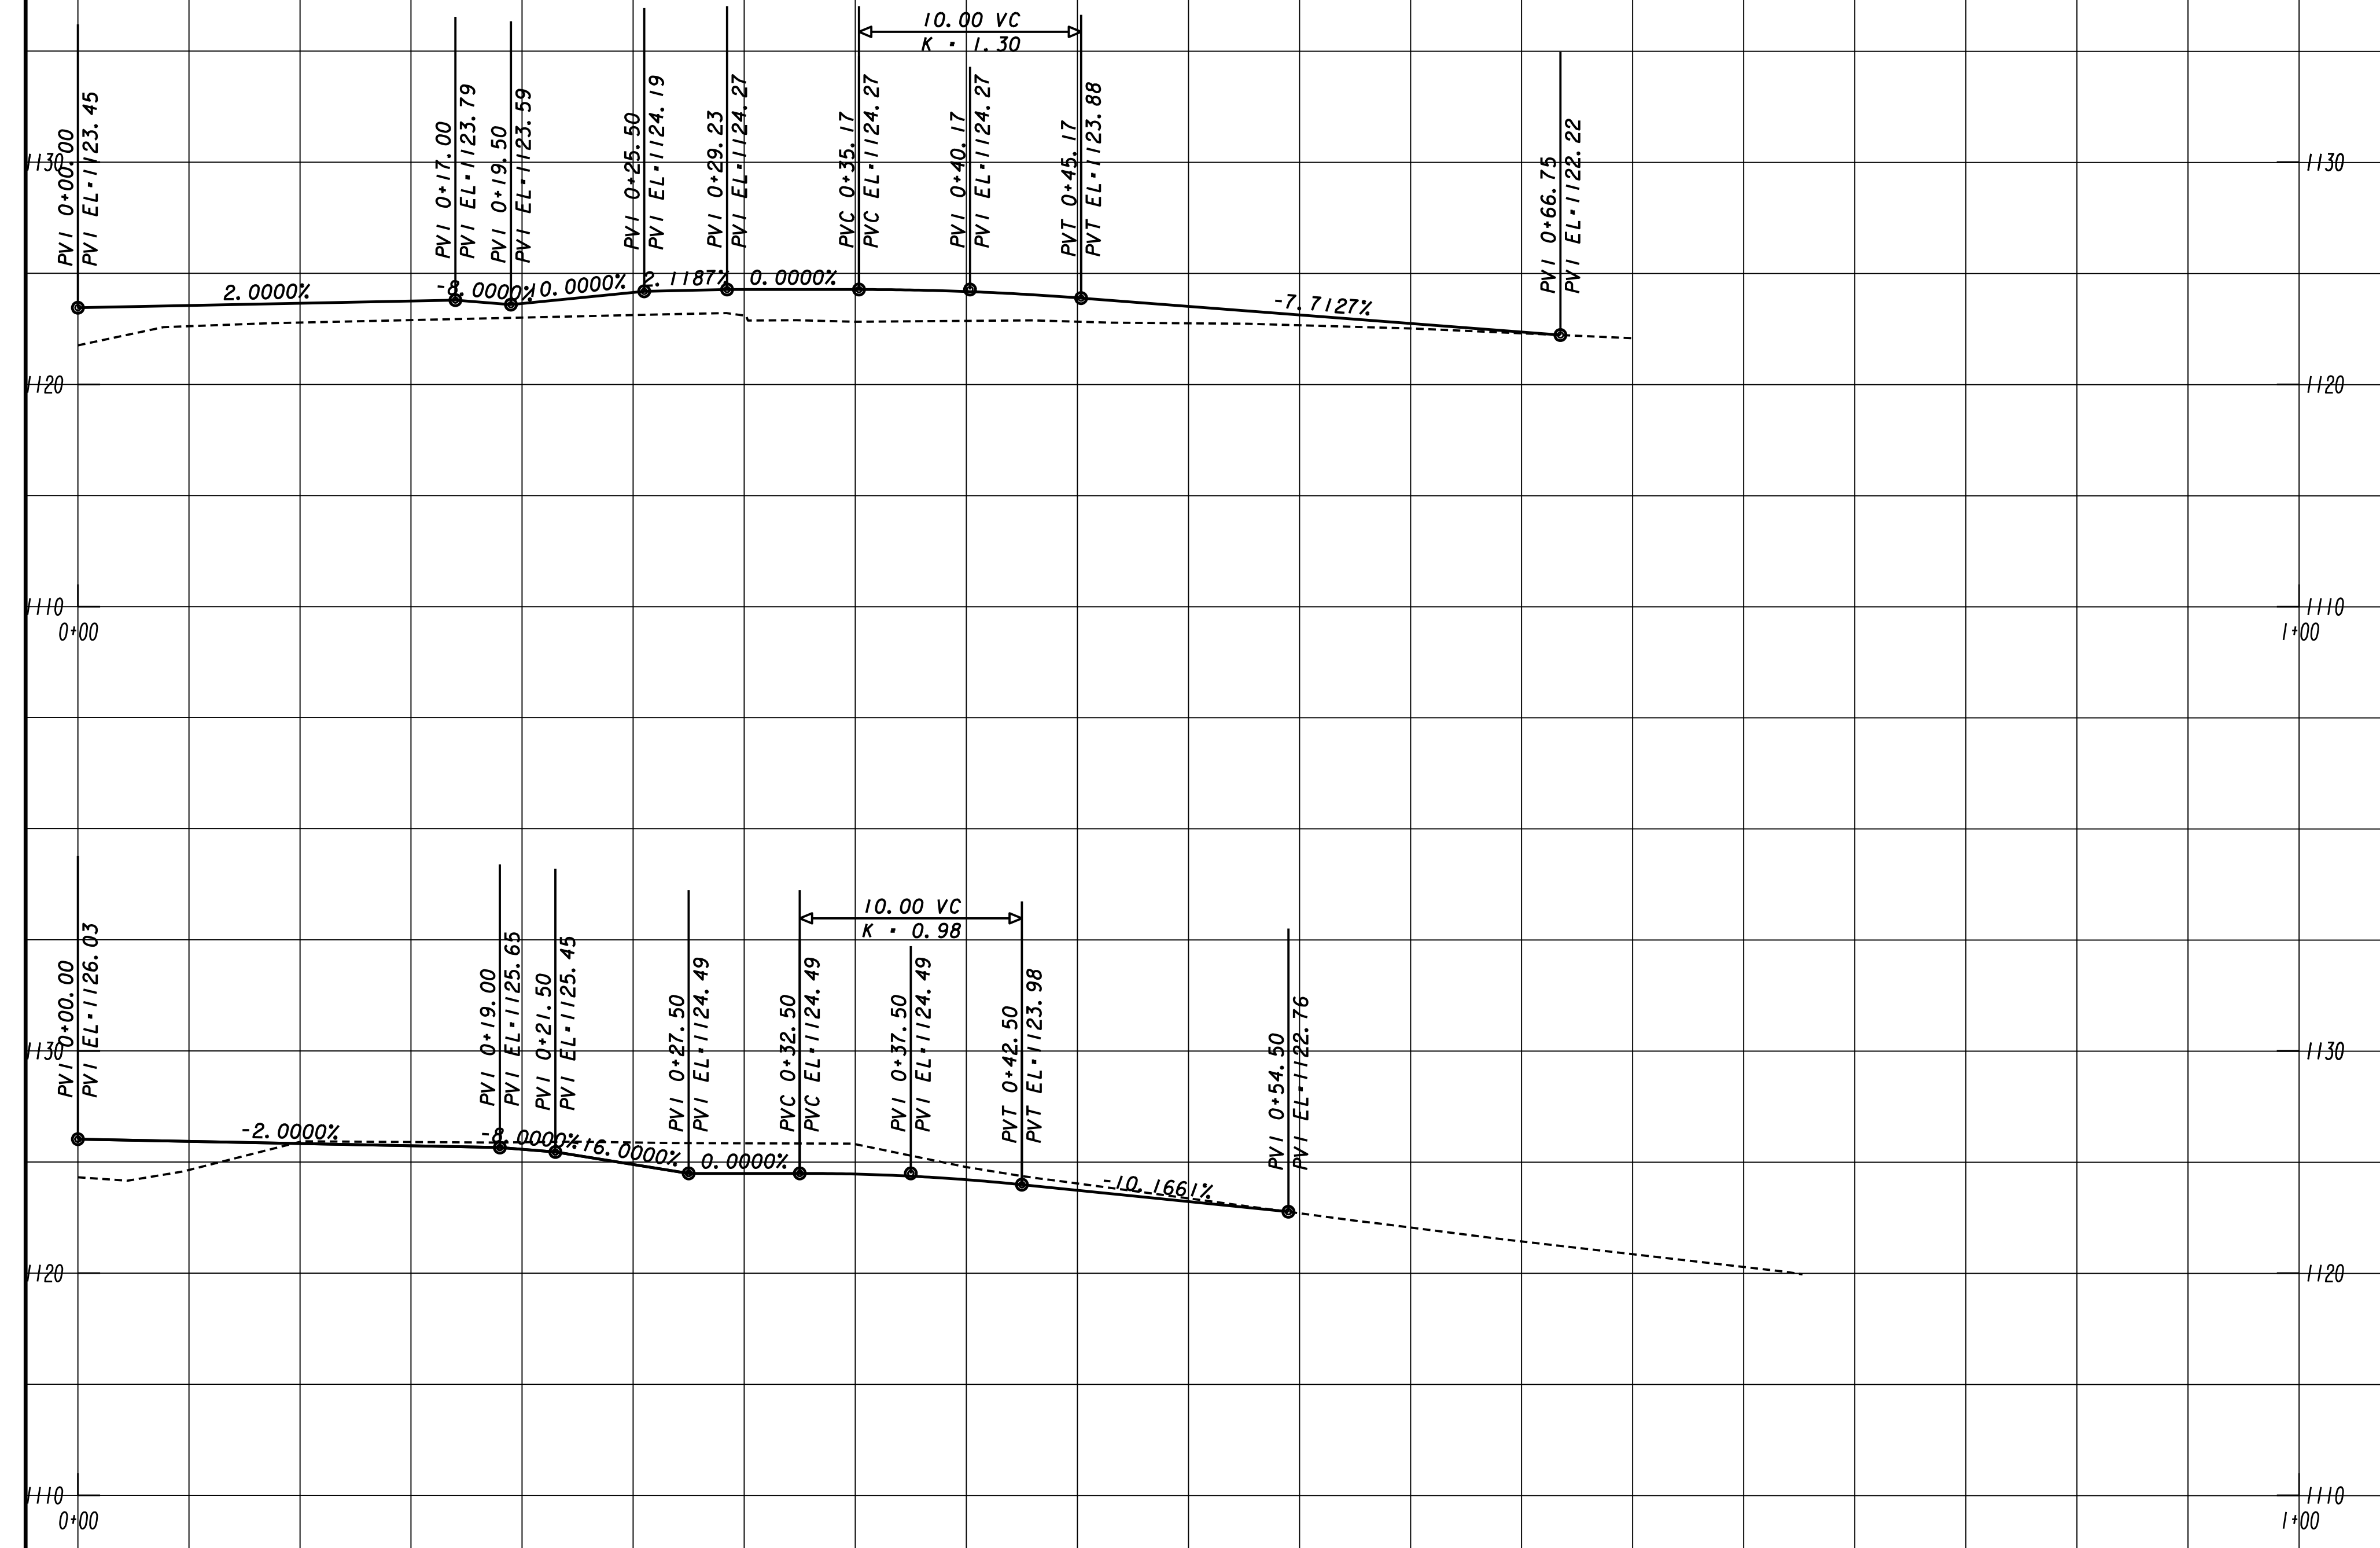 10.00 VC
K = 1.30
PVI 0+00.00
PVI EL=1123.45
PVI 0+17.00
PVI EL=1123.79
PVI 0+19.50
PVI EL=1123.59
PVI 0+25.50
PVI EL=1124.19
PVI 0+29.23
PVI EL=1124.27
PVC 0+35.17
PVC EL=1124.27
PVI 0+40.17
PVI EL=1124.27
PVT 0+45.17
PVT EL=1123.88
PVI 0+66.75
PVI EL=1122.22
1130
1130
2.0000%
-8.0000%
10.0000%
2.1187%
0.0000%
-7.7127%
1120
1120
1110
1110
0+00
1+00
10.00 VC
K = 0.98
PVI 0+00.00
PVI EL=1126.03
PVI 0+19.00
PVI EL=1125.65
PVI 0+21.50
PVI EL=1125.45
PVI 0+27.50
PVI EL=1124.49
PVC 0+32.50
PVC EL=1124.49
PVI 0+37.50
PVI EL=1124.49
PVT 0+42.50
PVT EL=1123.98
PVI 0+54.50
PVI EL=1122.76
1130
1130
-2.0000%
-8.0000%
-16.0000%
0.0000%
-10.1661%
1120
1120
1110
1110
0+00
1+00